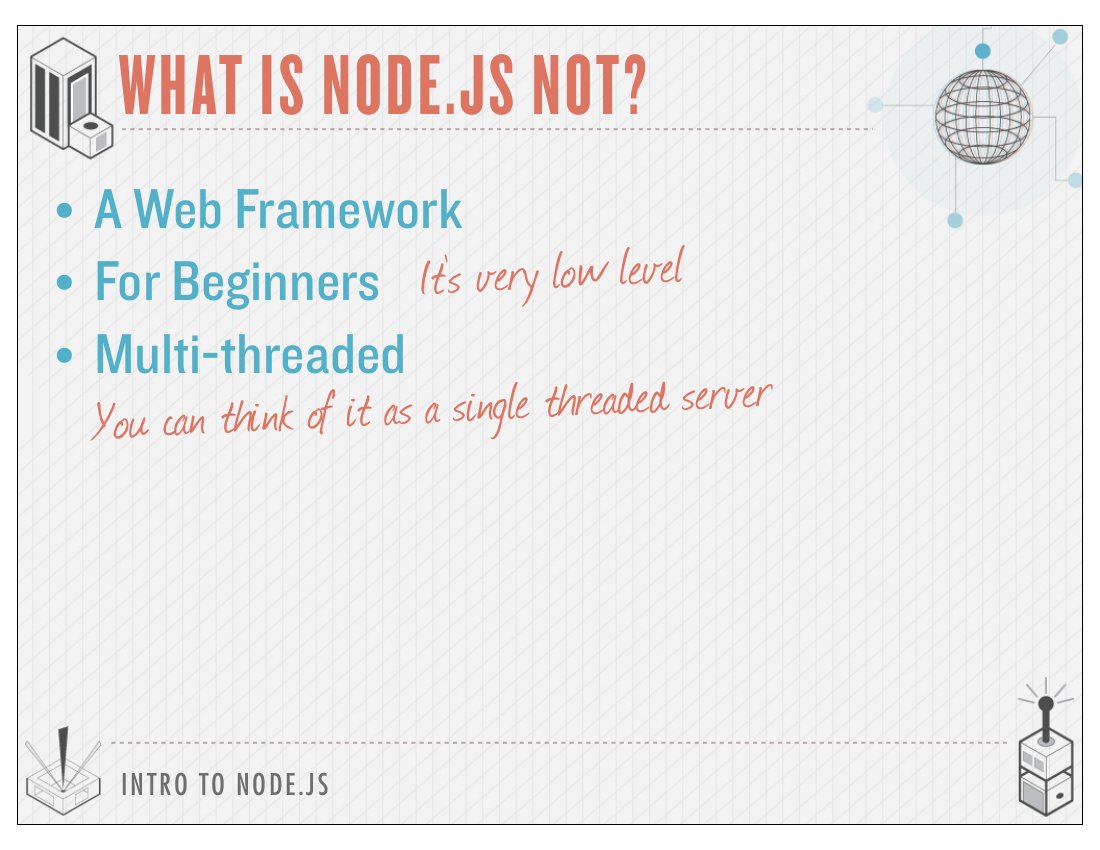 WHAT IS NODE.JS NOT?
• A Web Framework
• For Beginners It's very low level
• Multi-threaded
You can think of it as a single threaded server
INTRO TO NODE.JS